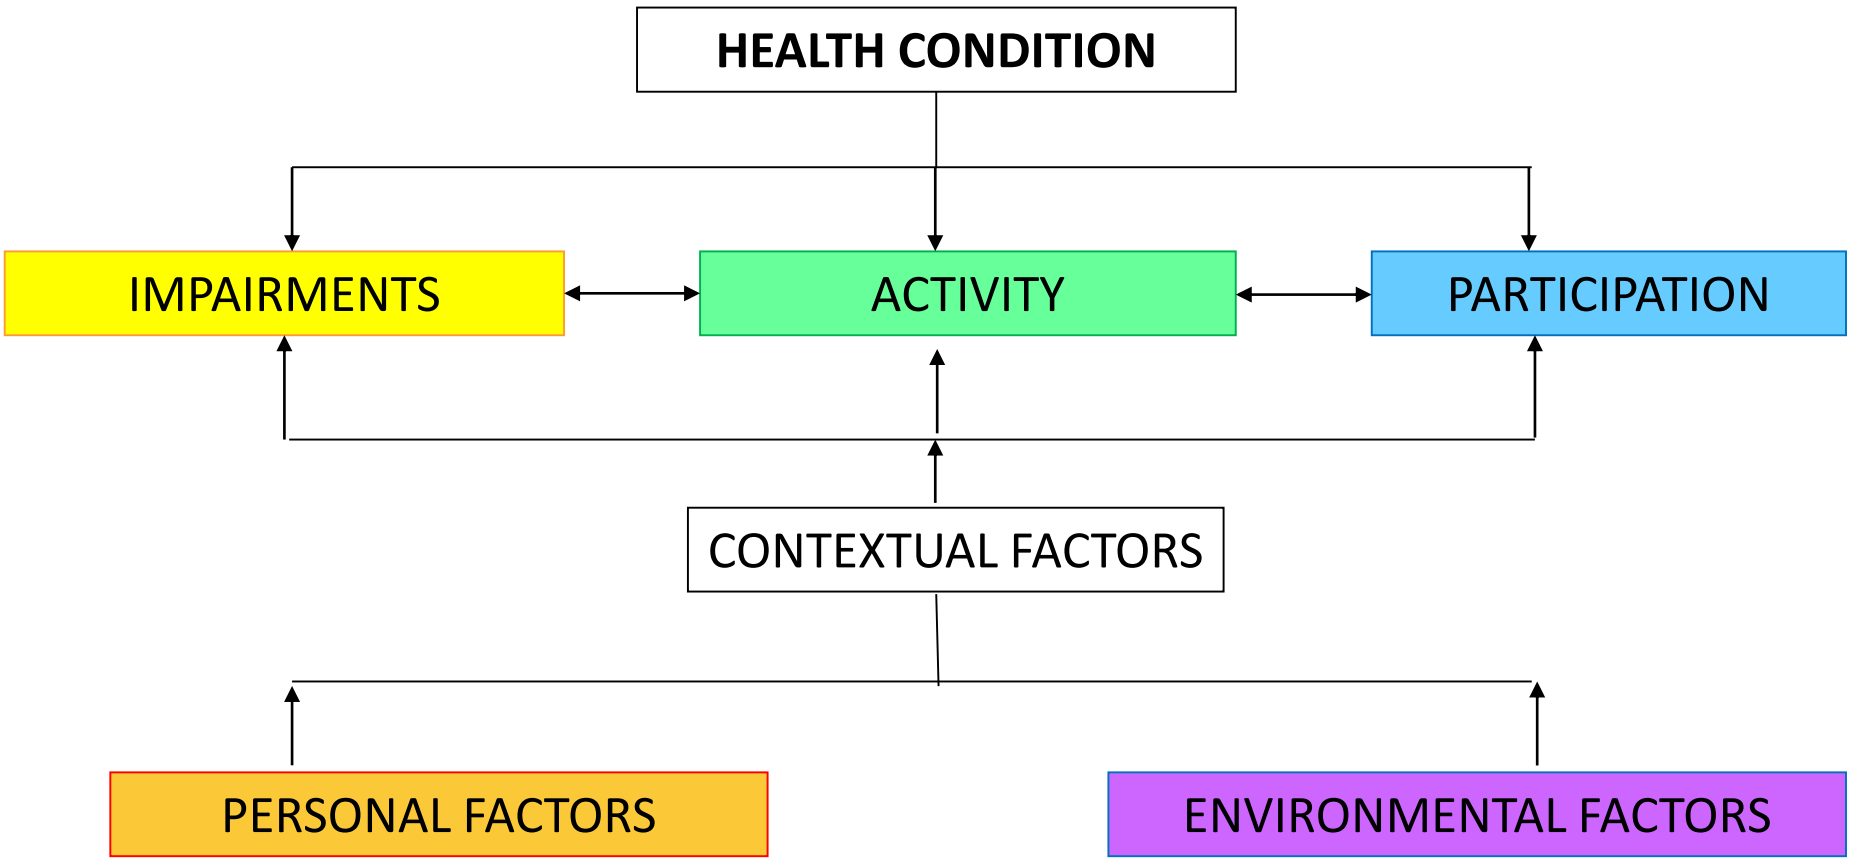 HEALTH CONDITION
IMPAIRMENTS
ACTIVITY
PARTICIPATION
CONTEXTUAL FACTORS
PERSONAL FACTORS
ENVIRONMENTAL FACTORS